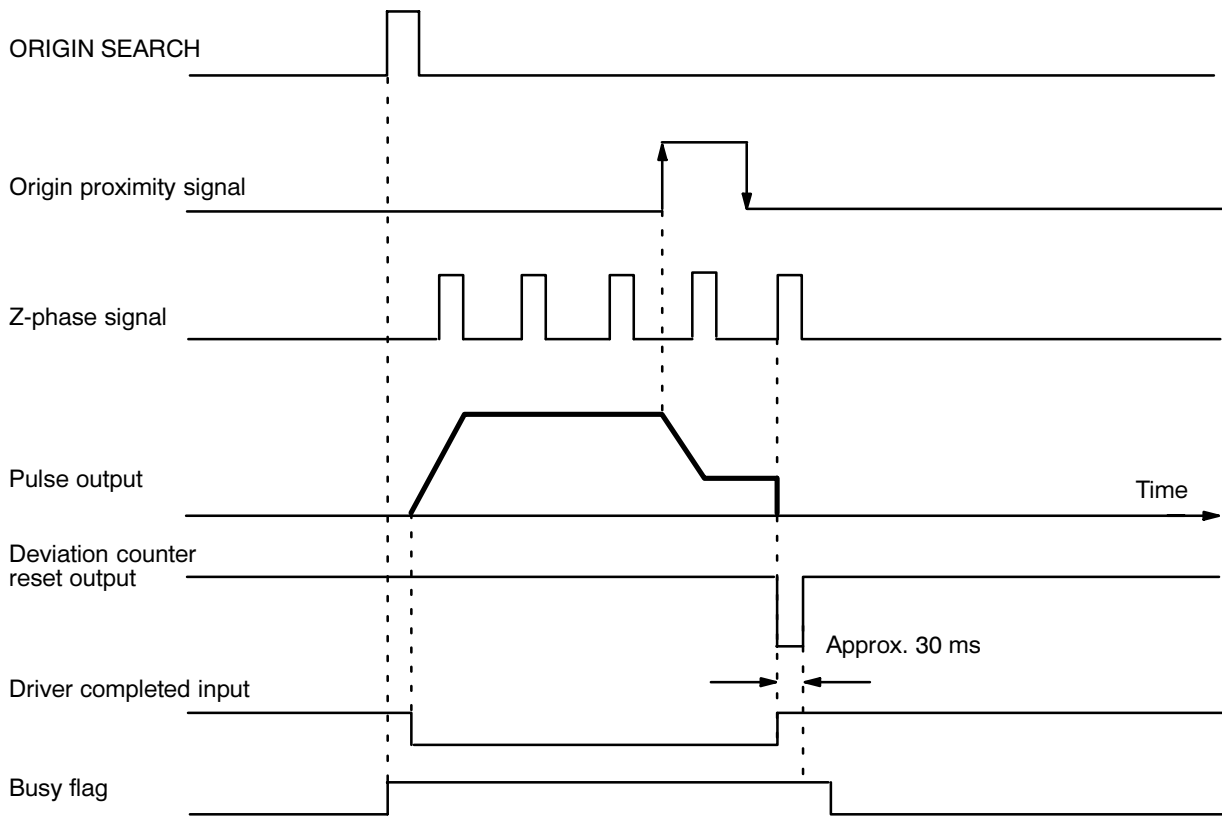 ORIGIN SEARCH
Origin proximity signal
Z-phase signal
Pulse output
Time
Deviation counter
reset output
Approx. 30 ms
Driver completed input
Busy flag